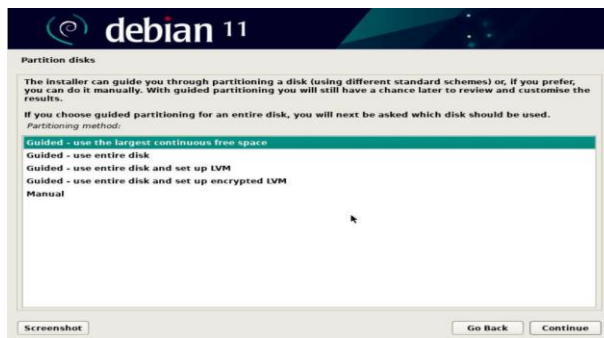 debian 11
Partition disks
The installer can guide you through partitioning a disk (using different standard schemes) or, if you prefer,
you can do it manually. With guided partitioning you will still have a chance later to review and customise the
results.
If you choose guided partitioning for an entire disk, you will next be asked which disk should be used.
Partitioning method:
Guided - use the largest continuous free space
Guided - use entire disk
Guided - use entire disk and set up LVM
Guided - use entire disk and set up encrypted LVM
Manual
Screenshot Go Back Continue